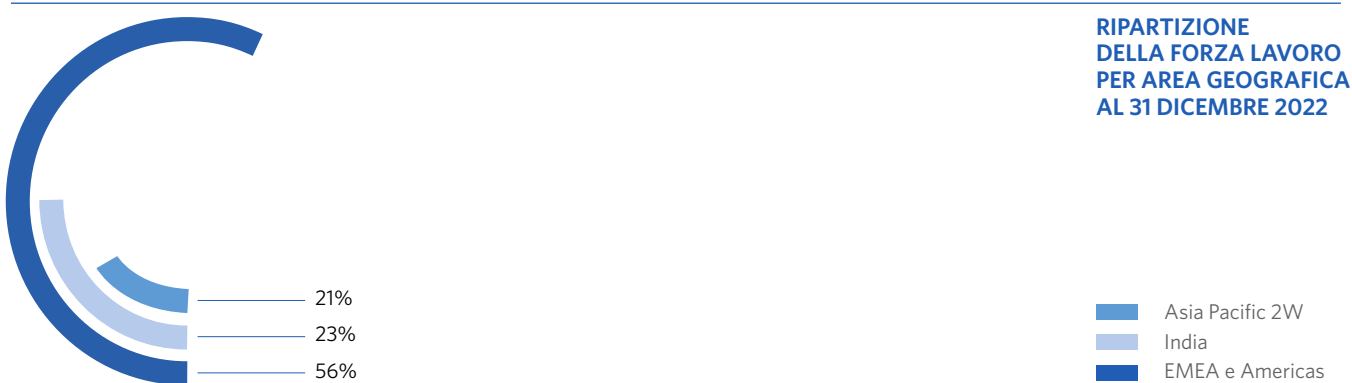 RIPARTIZIONE
DELLA FORZA LAVORO
PER AREA GEOGRAFICA
AL 31 DICEMBRE 2022
21%
23%
56%
Asia Pacific 2W
India
EMEA e Americas